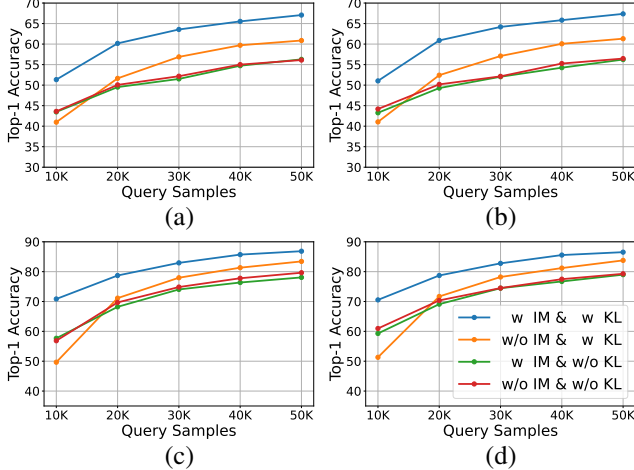 70
65
60
55
50
45
40
35
30
Top-1 Accuracy
10K 20K 30K 40K 50K
Query Samples
(a)
70
65
60
55
50
45
40
35
30
Top-1 Accuracy
10K 20K 30K 40K 50K
Query Samples
(b)
90
80
70
60
50
40
Top-1 Accuracy
10K 20K 30K 40K 50K
Query Samples
(c)
90
80
70
60
50
40
Top-1 Accuracy
w IM & w KL
w/o IM & w KL
w IM & w/o KL
w/o IM & w/o KL
10K 20K 30K 40K 50K
Query Samples
(d)